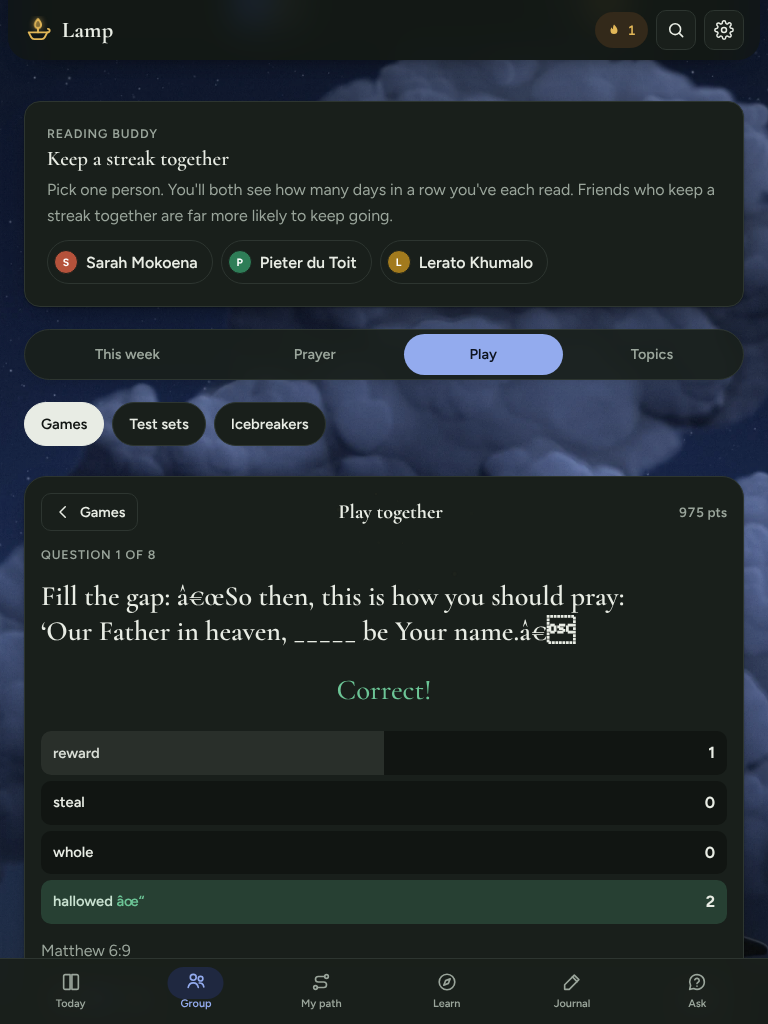 Lamp
1
READING BUDDY
Keep a streak together
Pick one person. You'll both see how many days in a row you've each read. Friends who keep a
streak together are far more likely to keep going.
S Sarah Mokoena P Pieter du Toit L Lerato Khumalo
This week Prayer Play Topics
Games Test sets Icebreakers
Games Play together 975 pts
QUESTION 1 OF 8
Fill the gap: â€œSo then, this is how you should pray:
‘Our Father in heaven, _____ be Your name.â€
Correct!
reward 1
steal 0
whole 0
hallowed âœ“ 2
Matthew 6:9
Today Group My path Learn Journal Ask